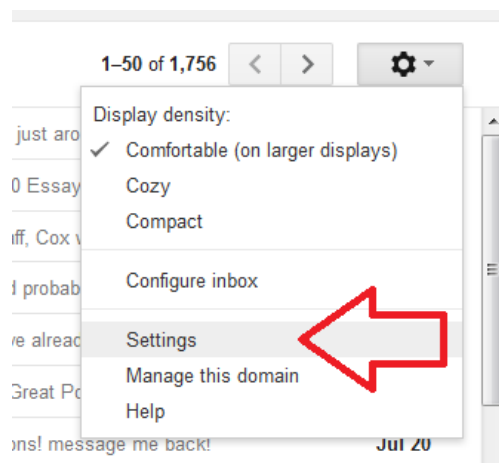 1–50 of 1,756
Display density:
just aro
Comfortable (on larger displays)
0 Essay
Cozy
Compact
ff, Cox
Configure inbox
probab
Settings
ve alread
Manage this domain
Great Po
Help
ons! message me back!
Jul 20